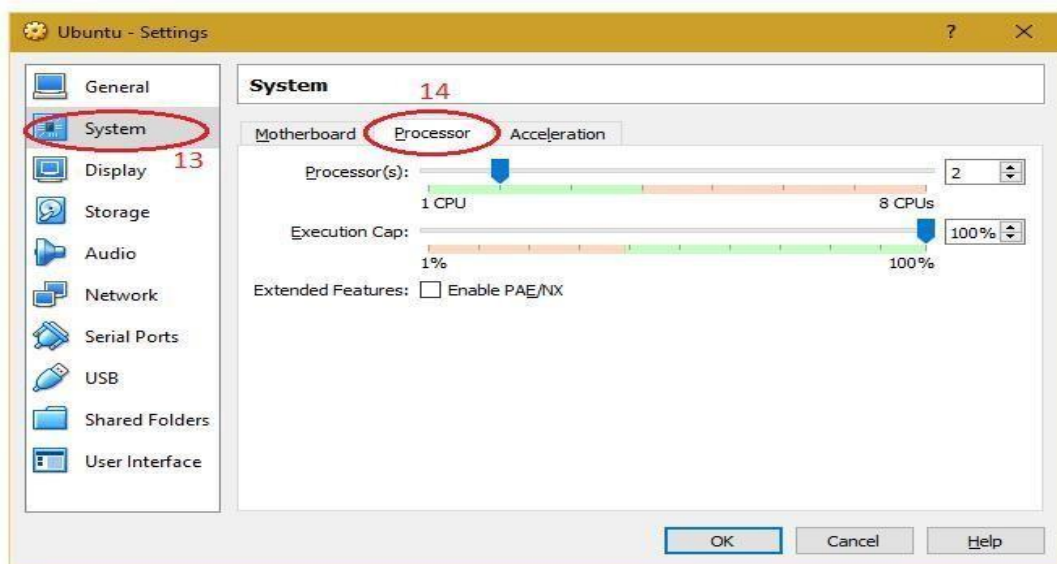 Ubuntu - Settings ? ×
General
System
13
Display
Storage
Audio
Network
Serial Ports
USB
Shared Folders
User Interface
System
14
Motherboard Processor Acceleration
Processor(s): 2
1 CPU 8 CPUs
Execution Cap: 100%
1% 100%
Extended Features: Enable PAE/NX
OK Cancel Help